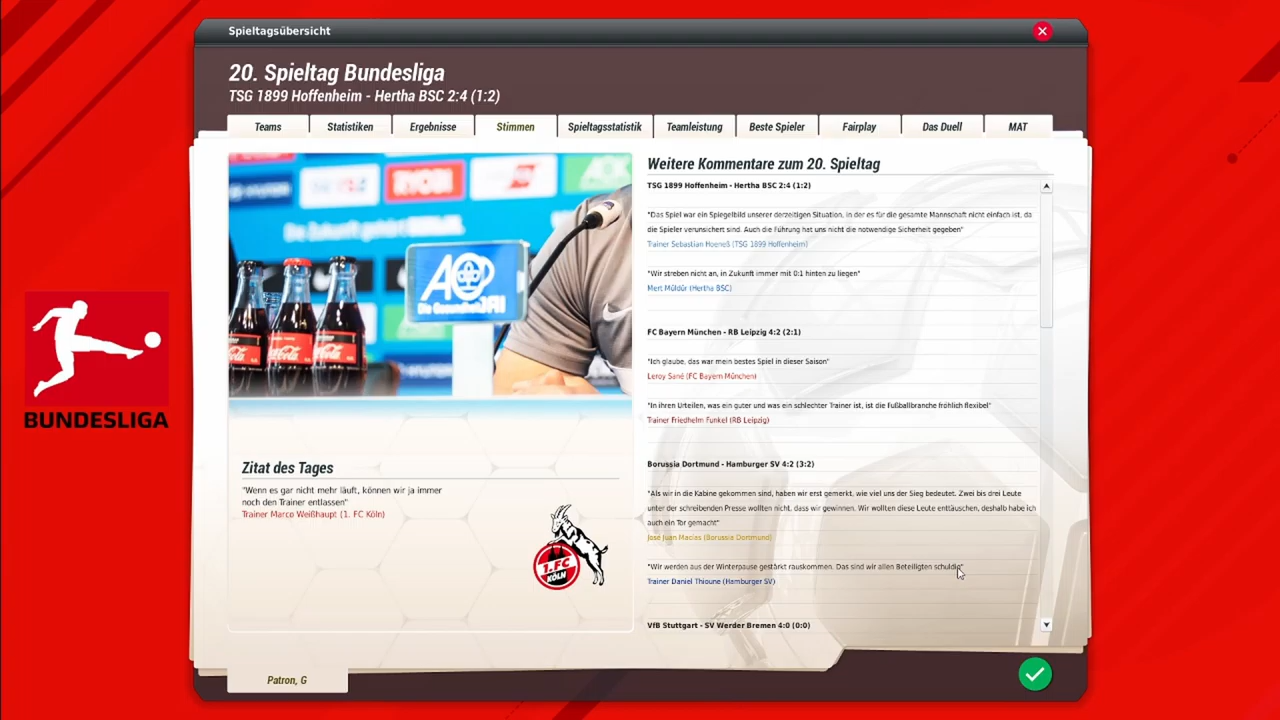 Spieltagsübersicht
20. Spieltag Bundesliga
TSG 1899 Hoffenheim - Hertha BSC 2:4 (1:2)
Teams
Statistiken
Ergebnisse
Stimmen
Spieltagsstatistik
Teamleistung
Beste Spieler
Fairplay
Das Duell
MAT
Weitere Kommentare zum 20. Spieltag
TSG 1899 Hoffenheim - Hertha BSC 2:4 (1:2)
"Das Spiel war ein Spiegelbild unserer derzeitigen Situation, in der es für die gesamte Mannschaft nicht einfach ist, da
die Spieler verunsichert sind. Auch die Führung hat uns nicht die notwendige Sicherheit gegeben"
Trainer Sebastian Hoeneß (TSG 1899 Hoffenheim)
"Wir streben nicht an, in Zukunft immer mit 0:1 hinten zu liegen"
Mert Müldür (Hertha BSC)
FC Bayern München - RB Leipzig 4:2 (2:1)
"Ich glaube, das war mein bestes Spiel in dieser Saison"
Leroy Sané (FC Bayern München)
"In ihren Urteilen, was ein guter und was ein schlechter Trainer ist, ist die Fußballbranche fröhlich flexibel"
Trainer Friedhelm Funkel (RB Leipzig)
Borussia Dortmund - Hamburger SV 4:2 (3:2)
"Als wir in die Kabine gekommen sind, haben wir erst gemerkt, wie viel uns der Sieg bedeutet. Zwei bis drei Leute
unter der schreibenden Presse wollten nicht, dass wir gewinnen. Wir wollten diese Leute enttäuschen, deshalb habe ich
auch ein Tor gemacht"
José Juan Macías (Borussia Dortmund)
"Wir werden aus der Winterpause gestärkt rauskommen. Das sind wir allen Beteiligten schuldig"
Trainer Daniel Thioune (Hamburger SV)
VfB Stuttgart - SV Werder Bremen 4:0 (0:0)
RYOBI
AOK
Die Zukunft
AOK
Die Gesundheit
Coca-Cola
Zitat des Tages
"Wenn es gar nicht mehr läuft, können wir ja immer
noch den Trainer entlassen"
Trainer Marco Weißhaupt (1. FC Köln)
1.FC
KÖLN
BUNDESLIGA
Patron, G